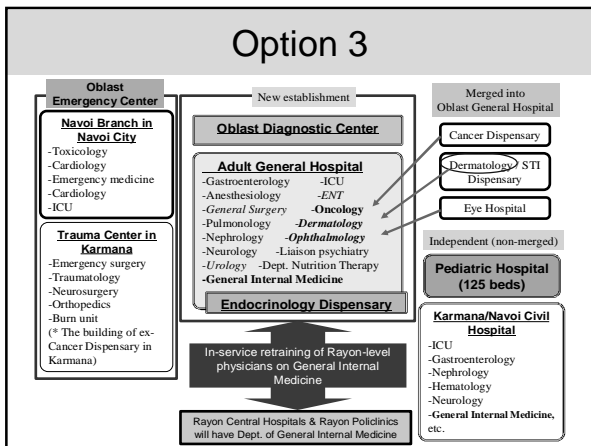 Option 3
Oblast
Emergency Center
Navoi Branch in
Navoi City
-Toxicology
-Cardiology
-Emergency medicine
-Cardiology
-ICU
Trauma Center in
Karmana
-Emergency surgery
-Traumatology
-Neurosurgery
-Orthopedics
-Burn unit
(* The building of ex-
Cancer Dispensary in
Karmana)
New establishment
Oblast Diagnostic Center
Adult General Hospital
-Gastroenterology -ICU
-Anesthesiology -ENT
-General Surgery -Oncology
-Pulmonology -Dermatology
-Nephrology -Ophthalmology
-Neurology -Liaison psychiatry
-Urology -Dept. Nutrition Therapy
-General Internal Medicine
Endocrinology Dispensary
In-service retraining of Rayon-level
physicians on General Internal
Medicine
Rayon Central Hospitals & Rayon Policlinics
will have Dept. of General Internal Medicine
Merged into
Oblast General Hospital
Cancer Dispensary
Dermatology / STI
Dispensary
Eye Hospital
Independent (non-merged)
Pediatric Hospital
(125 beds)
Karmana/Navoi Civil
Hospital
-ICU
-Gastroenterology
-Nephrology
-Hematology
-Neurology
-General Internal Medicine,
etc.